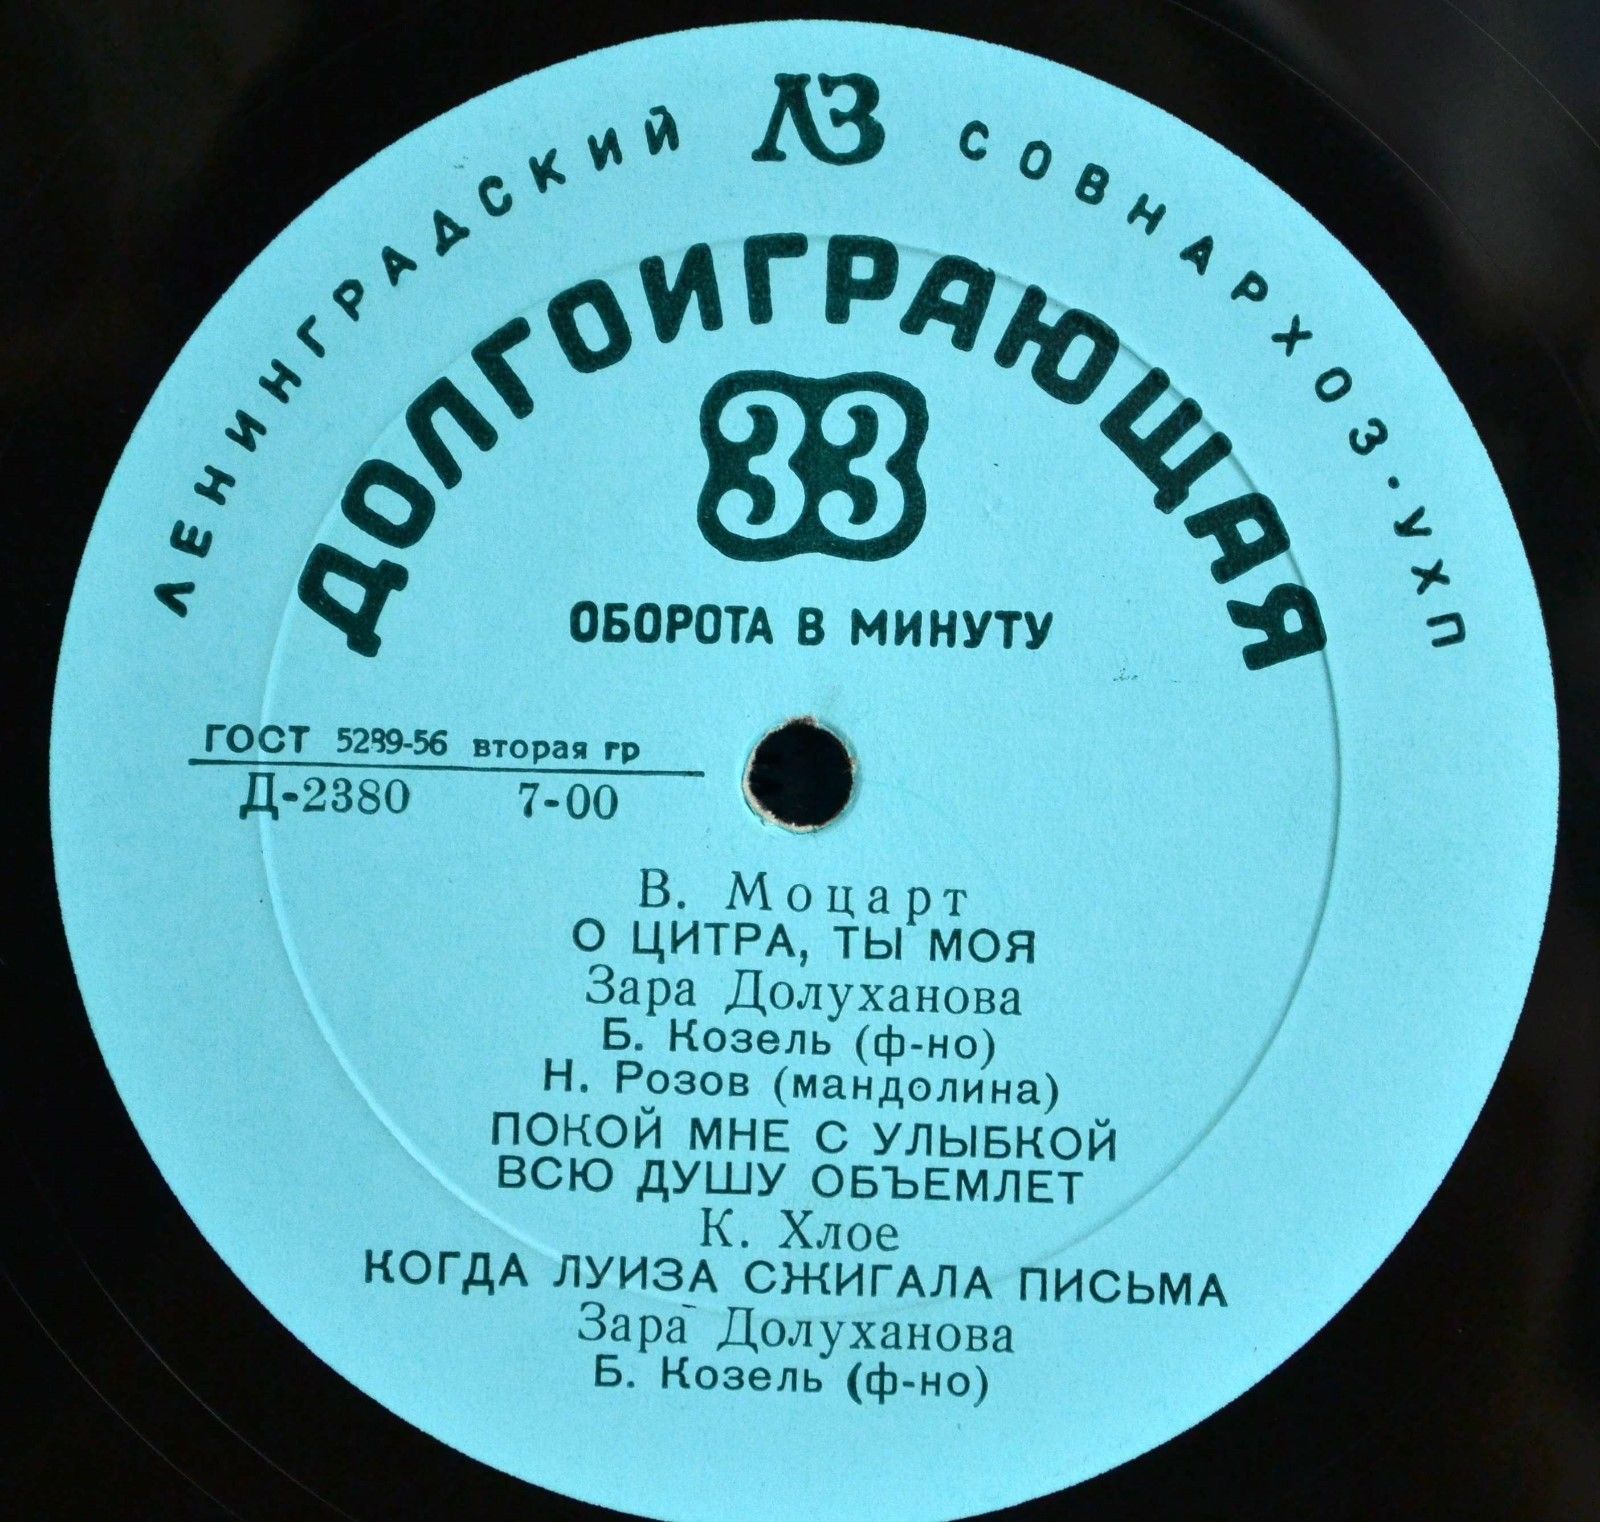 ЛЕНИНГРАДСКИЙ ЛЗ СОВНАРХОЗ-УХП
ДОЛГОИГРАЮЩАЯ
33
ОБОРОТА В МИНУТУ
ГОСТ 5289-56 вторая гр
Д-2380 7-00
В. Моцарт
О ЦИТРА, ТЫ МОЯ
Зара Долуханова
Б. Козель (ф-но)
Н. Розов (мандолина)
ПОКОЙ МНЕ С УЛЫБКОЙ
ВСЮ ДУШУ ОБЪЕМЛЕТ
К. Хлое
КОГДА ЛУИЗА СЖИГАЛА ПИСЬМА
Зара Долуханова
Б. Козель (ф-но)